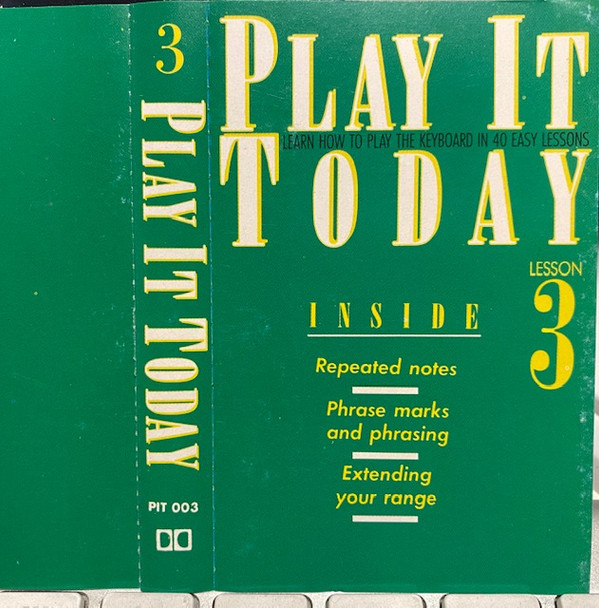 3
PLAY IT TODAY
PIT 003
PLAY IT
LEARN HOW TO PLAY THE KEYBOARD IN 40 EASY LESSONS
TODAY
LESSON
3
INSIDE
Repeated notes
Phrase marks
and phrasing
Extending
your range